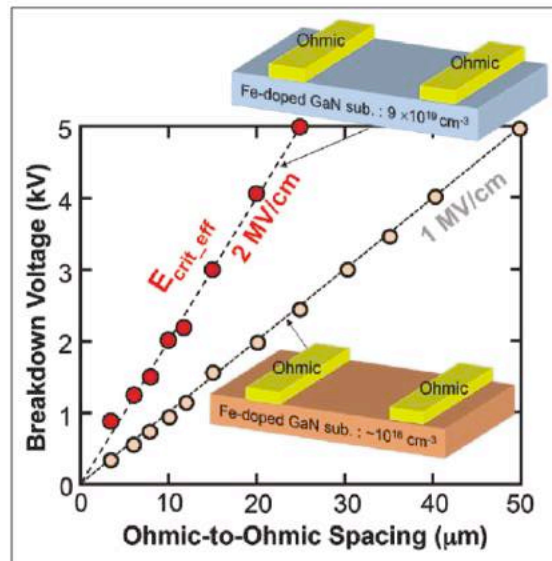 Ohmic
Ohmic
Fe-doped GaN sub. : 9 ×10¹⁹ cm⁻³
5
4
3
2
1
0
Breakdown Voltage (kV)
E_crit_eff
2 MV/cm
1 MV/cm
Ohmic
Ohmic
Fe-doped GaN sub. : ~10¹⁸ cm⁻³
0
10
20
30
40
50
Ohmic-to-Ohmic Spacing (μm)